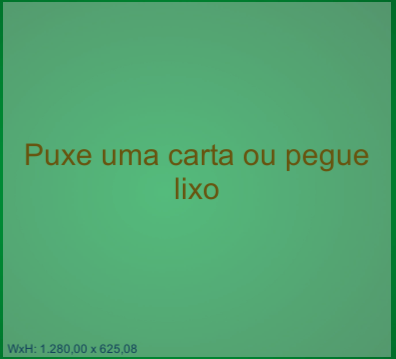 Puxe uma carta ou pegue
lixo
WxH: 1.280,00 x 625,08